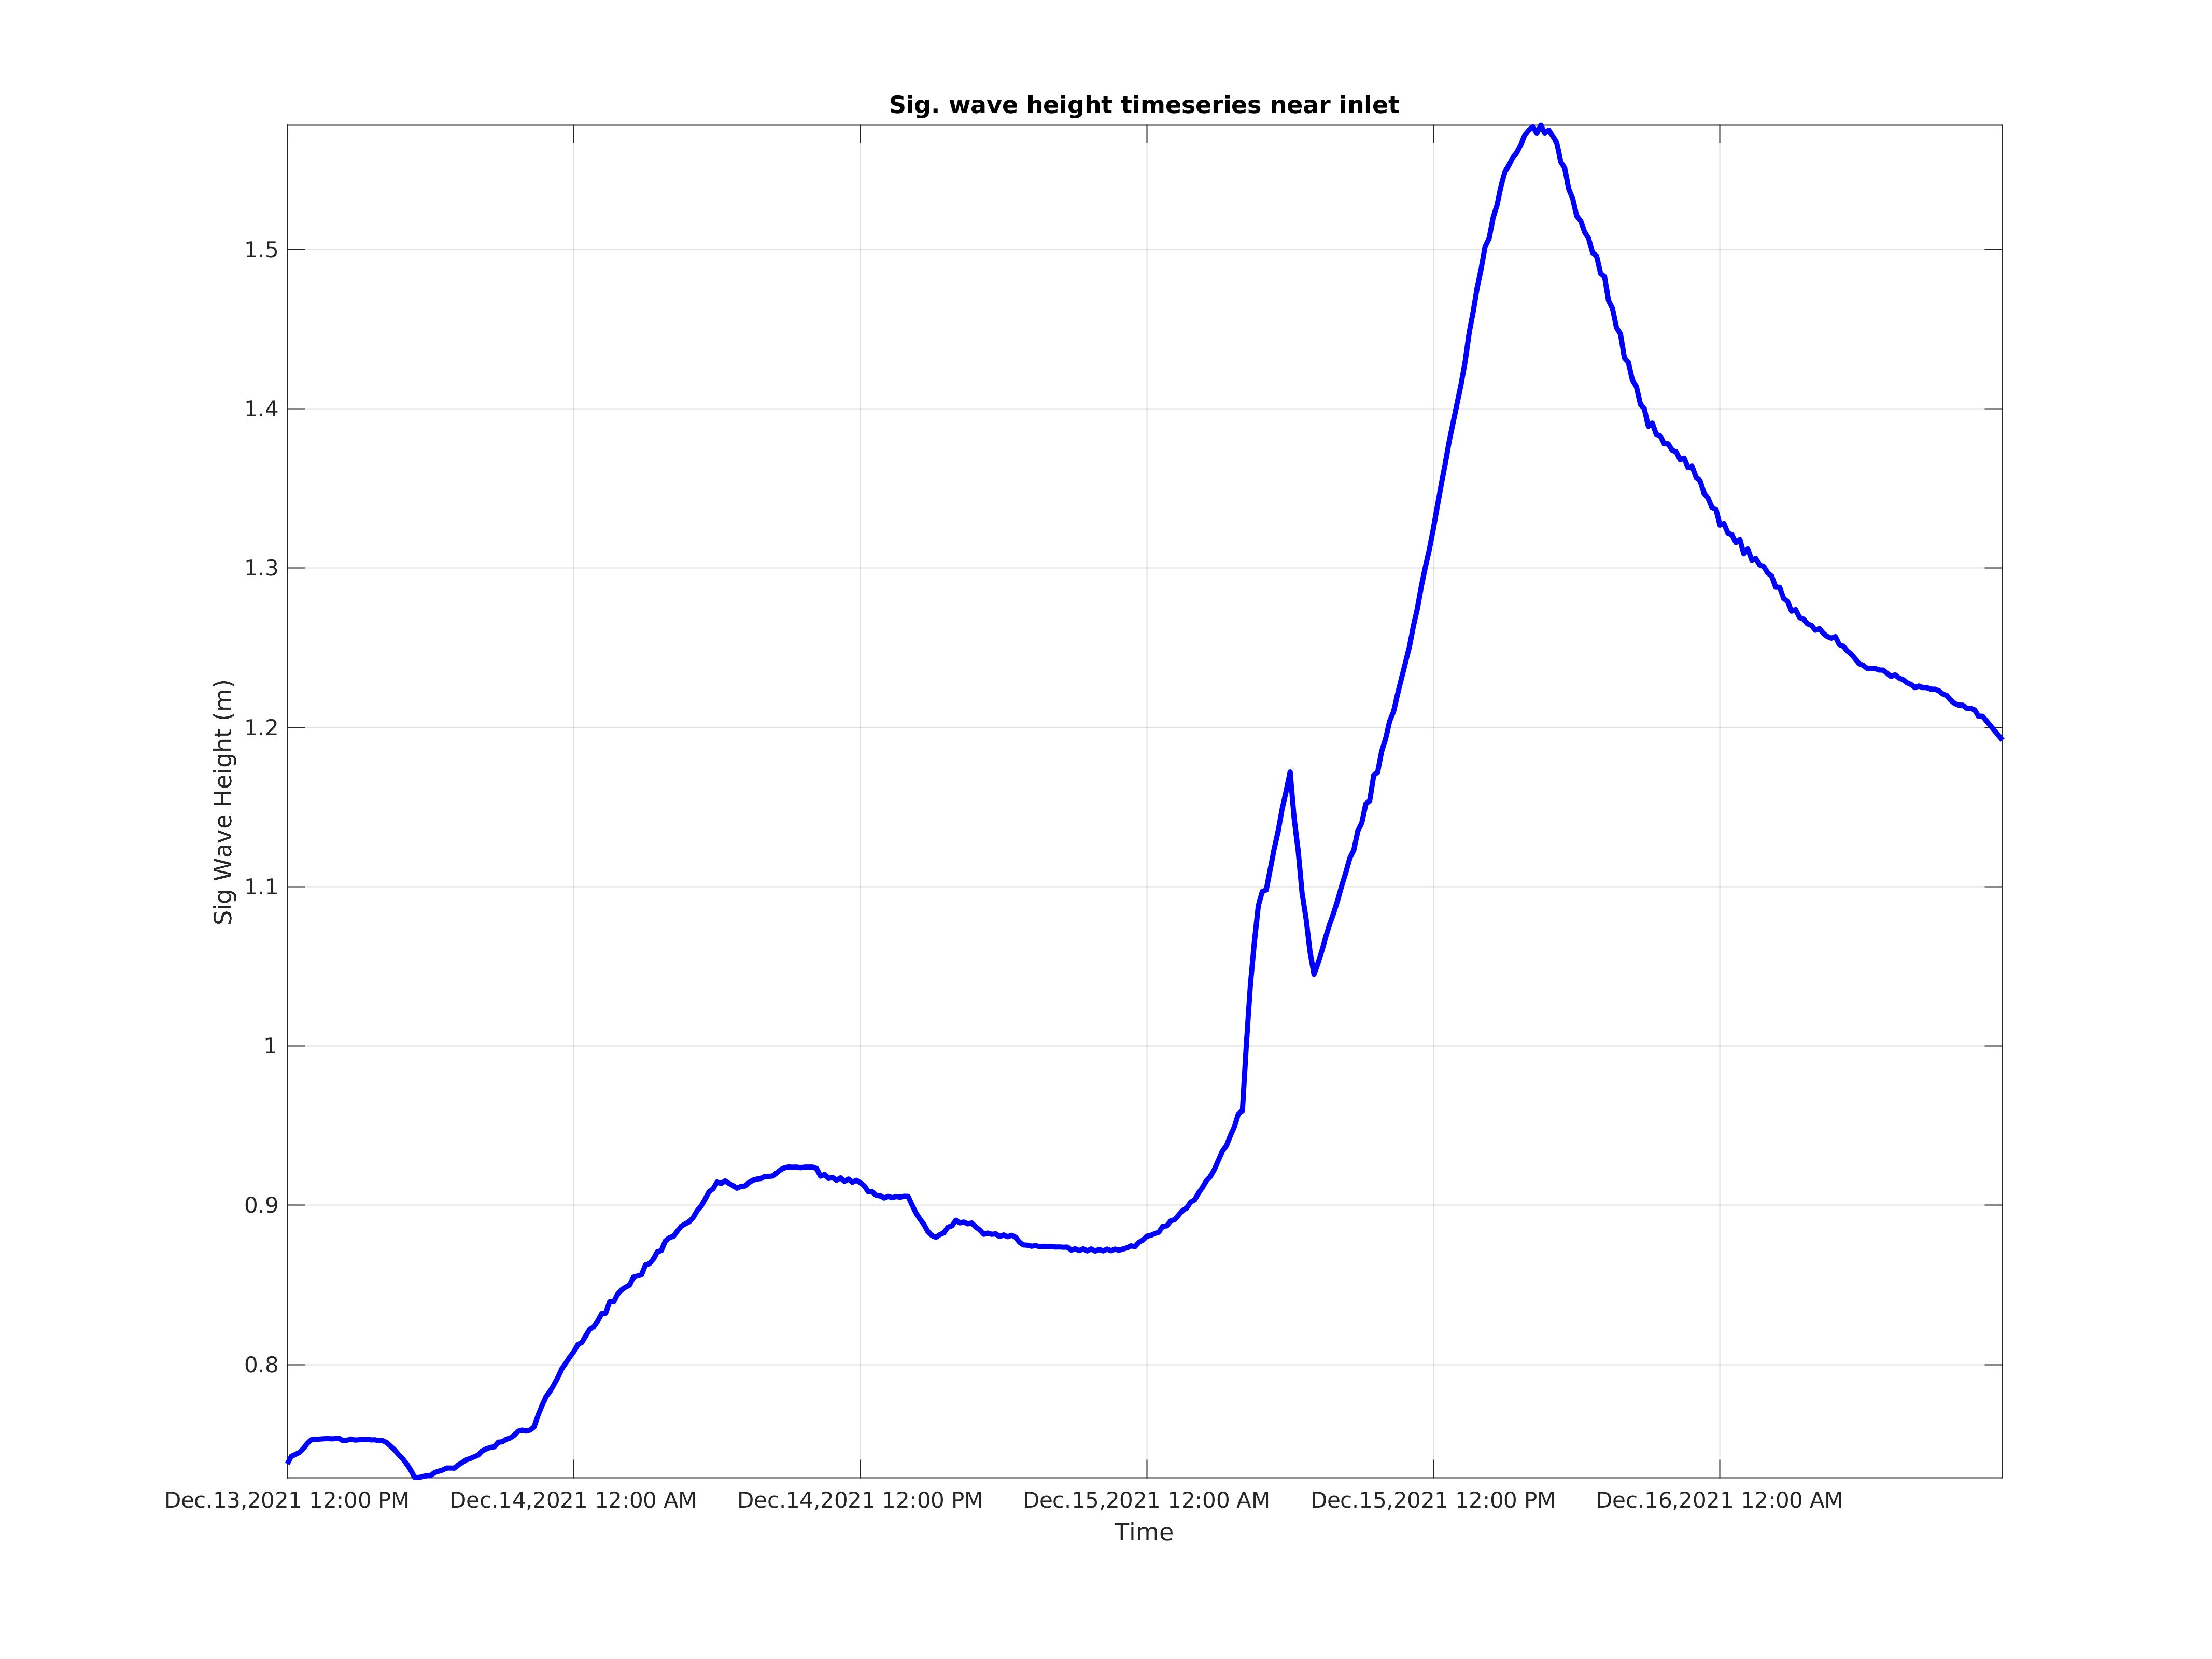 Sig. wave height timeseries near inlet
1.5
1.4
1.3
1.2
1.1
1
0.9
0.8
Sig Wave Height (m)
Dec.13,2021 12:00 PM Dec.14,2021 12:00 AM Dec.14,2021 12:00 PM Dec.15,2021 12:00 AM Dec.15,2021 12:00 PM Dec.16,2021 12:00 AM
Time